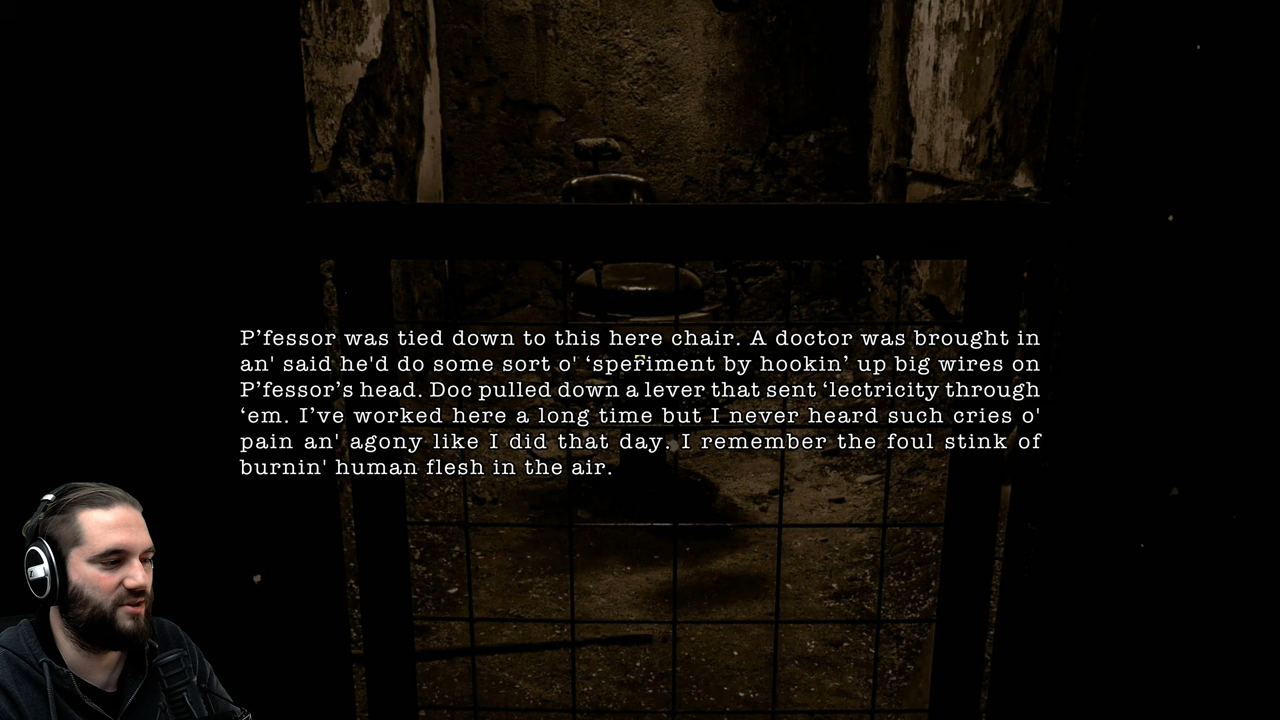 P’fessor was tied down to this here chair. A doctor was brought in
an' said he'd do some sort o' ‘speriment by hookin’ up big wires on
P’fessor’s head. Doc pulled down a lever that sent ‘lectricity through
‘em. I’ve worked here a long time but I never heard such cries o'
pain an' agony like I did that day. I remember the foul stink of
burnin' human flesh in the air.